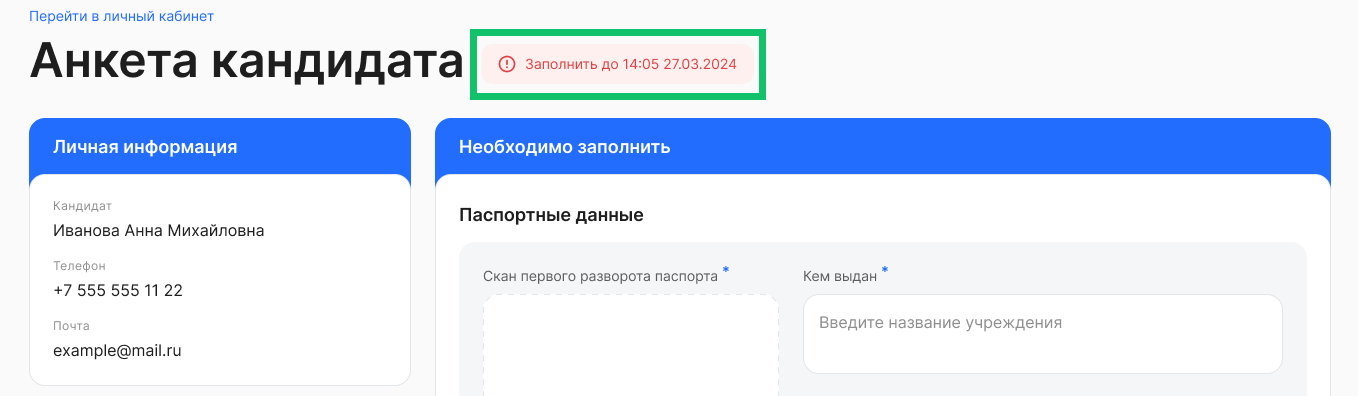 Перейти в личный кабинет
Анкета кандидата
Заполнить до 14:05 27.03.2024
Личная информация
Кандидат
Иванова Анна Михайловна
Телефон
+7 555 555 11 22
Почта
example@mail.ru
Необходимо заполнить
Паспортные данные
Скан первого разворота паспорта *
Кем выдан *
Введите название учреждения